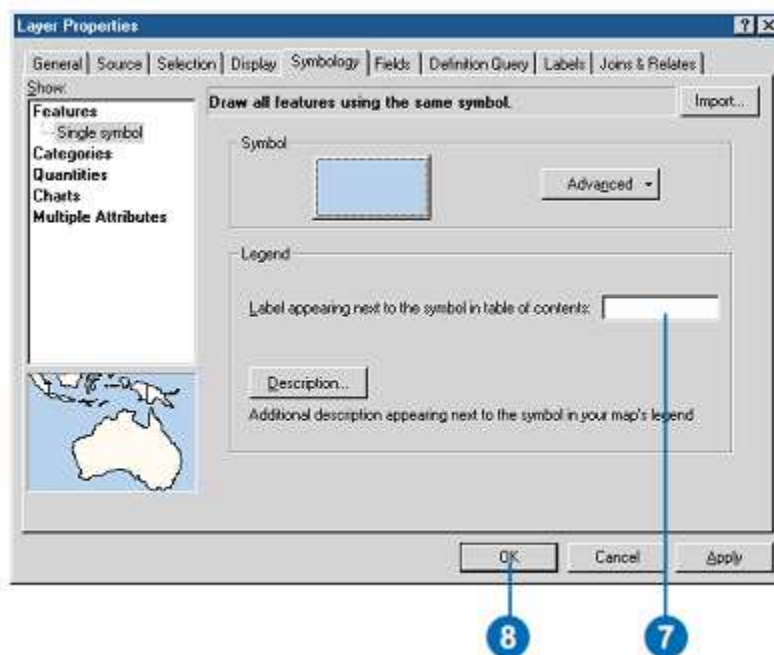 Layer Properties
General Source Selection Display Symbology Fields Definition Query Labels Joins & Relates
Show:
Features
Single symbol
Categories
Quantities
Charts
Multiple Attributes
Draw all features using the same symbol.
Import...
Symbol
Advanced
Legend
Label appearing next to the symbol in table of contents:
Description...
Additional description appearing next to the symbol in your map's legend
OK Cancel Apply
8 7